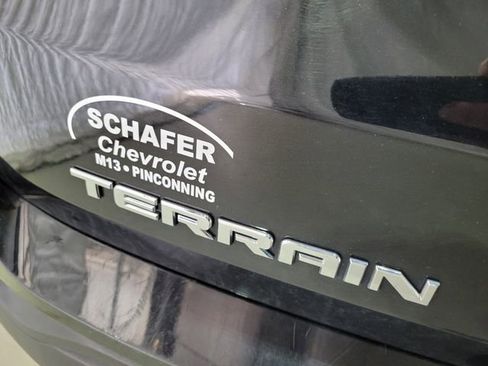 SCHAFER
Chevrolet
M13 • PINCONNING
TERRAIN